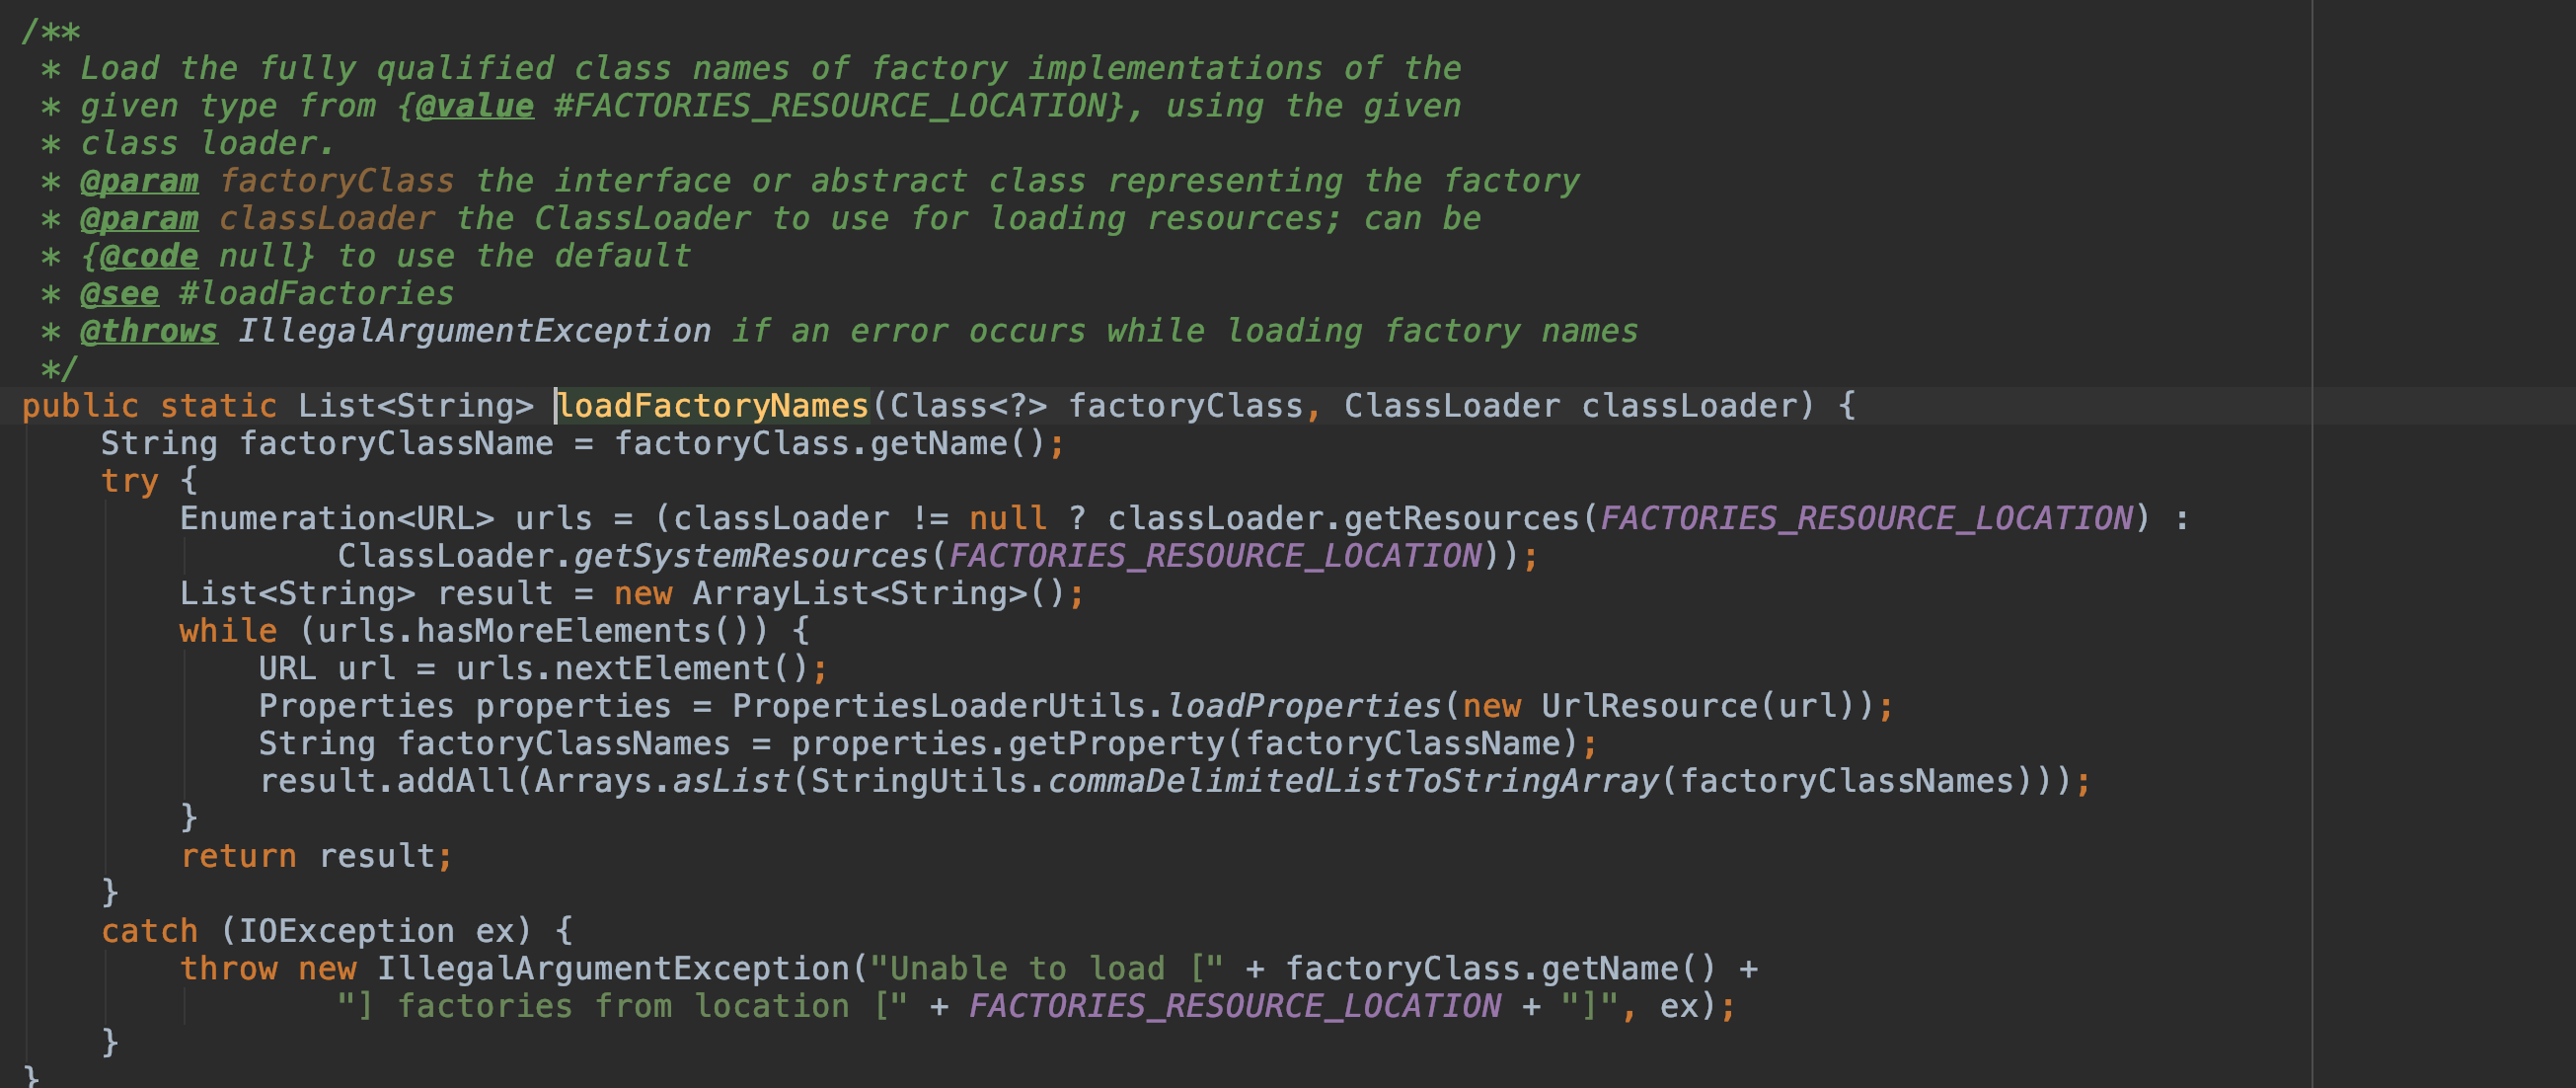 /**
 * Load the fully qualified class names of factory implementations of the
 * given type from {@value #FACTORIES_RESOURCE_LOCATION}, using the given
 * class loader.
 * @param factoryClass the interface or abstract class representing the factory
 * @param classLoader the ClassLoader to use for loading resources; can be
 * {@code null} to use the default
 * @see #loadFactories
 * @throws IllegalArgumentException if an error occurs while loading factory names
 */
public static List<String> loadFactoryNames(Class<?> factoryClass, ClassLoader classLoader) {
    String factoryClassName = factoryClass.getName();
    try {
        Enumeration<URL> urls = (classLoader != null ? classLoader.getResources(FACTORIES_RESOURCE_LOCATION) :
                ClassLoader.getSystemResources(FACTORIES_RESOURCE_LOCATION));
        List<String> result = new ArrayList<String>();
        while (urls.hasMoreElements()) {
            URL url = urls.nextElement();
            Properties properties = PropertiesLoaderUtils.loadProperties(new UrlResource(url));
            String factoryClassNames = properties.getProperty(factoryClassName);
            result.addAll(Arrays.asList(StringUtils.commaDelimitedListToStringArray(factoryClassNames)));
        }
        return result;
    }
    catch (IOException ex) {
        throw new IllegalArgumentException("Unable to load [" + factoryClass.getName() +
                "] factories from location [" + FACTORIES_RESOURCE_LOCATION + "]", ex);
    }
}